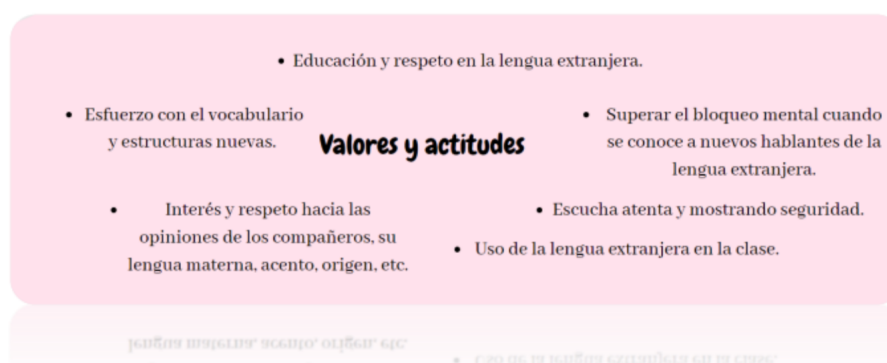 • Educación y respeto en la lengua extranjera.
• Esfuerzo con el vocabulario
y estructuras nuevas.
Valores y actitudes
• Superar el bloqueo mental cuando
se conoce a nuevos hablantes de la
lengua extranjera.
• Interés y respeto hacia las
opiniones de los compañeros, su
lengua materna, acento, origen, etc.
• Escucha atenta y mostrando seguridad.
• Uso de la lengua extranjera en la clase.